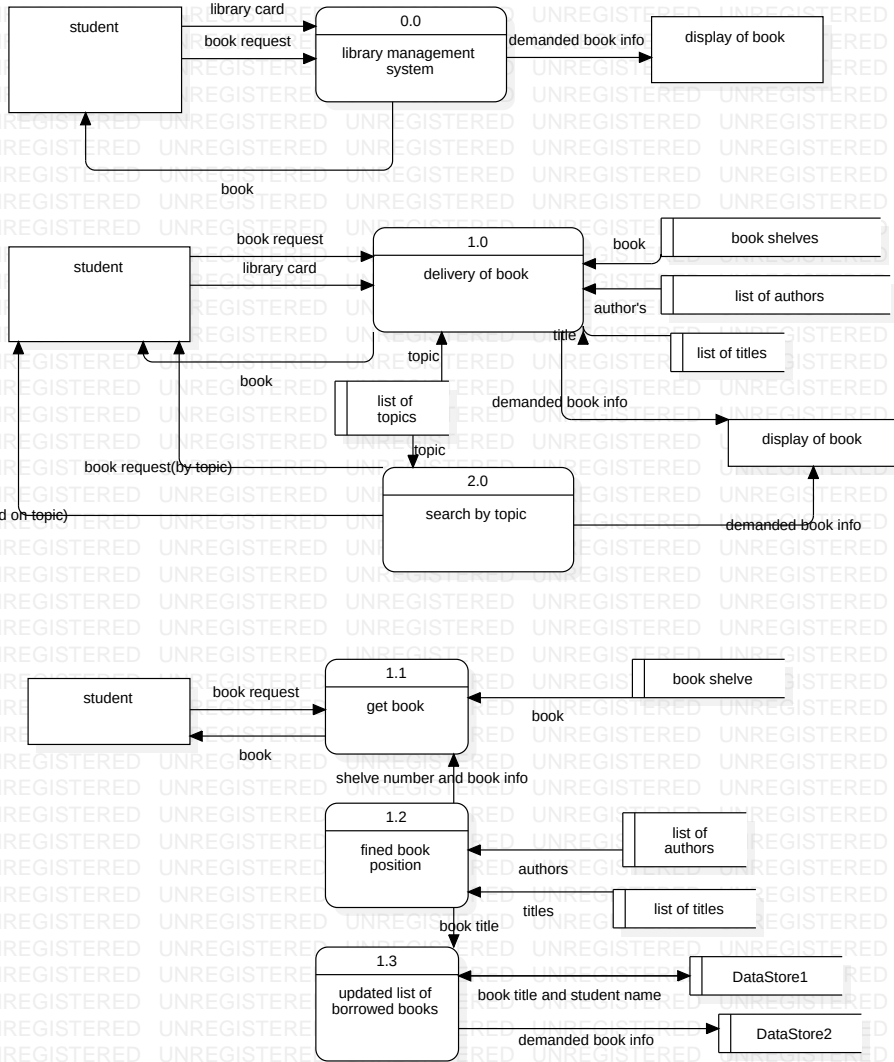 student
library card
book request
0.0
library management
system
demanded book info
display of book
book
student
book request
library card
1.0
delivery of book
book
book shelves
author's
list of authors
title
list of titles
book
topic
list of
topics
topic
demanded book info
display of book
book request(by topic)
2.0
search by topic
d on topic)
demanded book info
student
book request
book
1.1
get book
book shelve
book
shelve number and book info
1.2
fined book
position
list of
authors
authors
list of titles
titles
book title
1.3
updated list of
borrowed books
DataStore1
book title and student name
DataStore2
demanded book info
UNREGISTERED